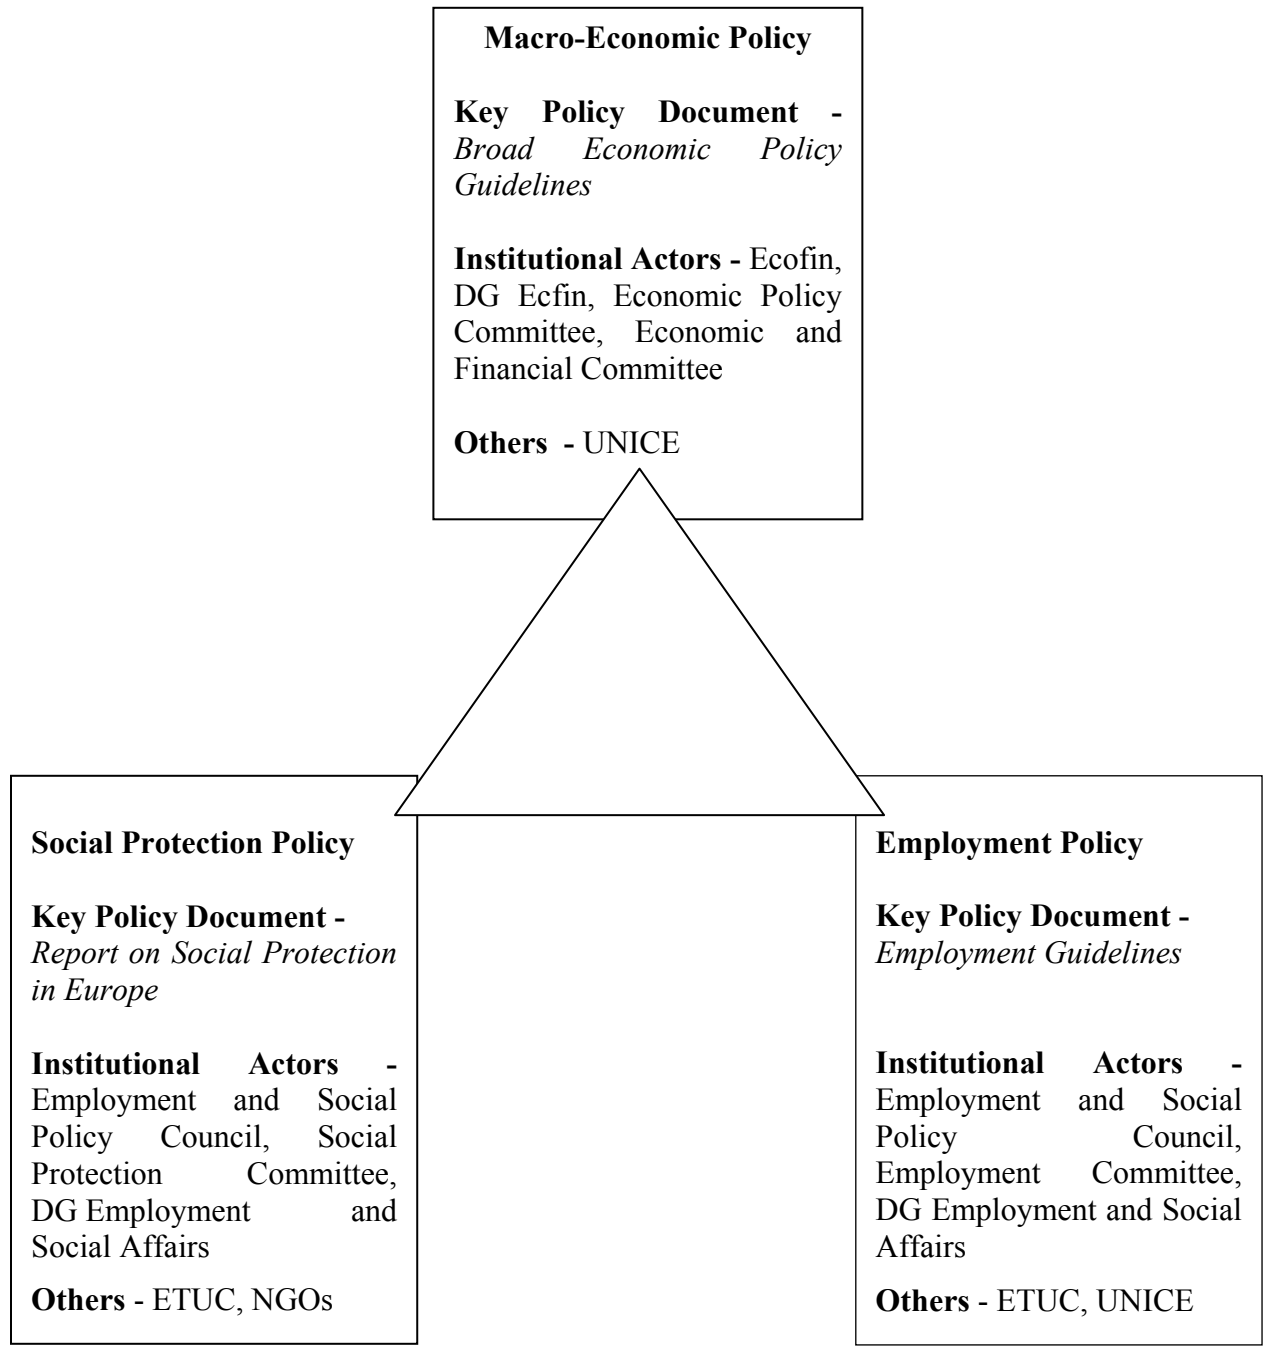 Macro-Economic Policy
Key Policy Document -
Broad Economic Policy
Guidelines
Institutional Actors - Ecofin,
DG Ecfin, Economic Policy
Committee, Economic and
Financial Committee
Others - UNICE
Social Protection Policy
Key Policy Document -
Report on Social Protection
in Europe
Institutional Actors -
Employment and Social
Policy Council, Social
Protection Committee,
DG Employment and
Social Affairs
Others - ETUC, NGOs
Employment Policy
Key Policy Document -
Employment Guidelines
Institutional Actors -
Employment and Social
Policy Council,
Employment Committee,
DG Employment and Social
Affairs
Others - ETUC, UNICE